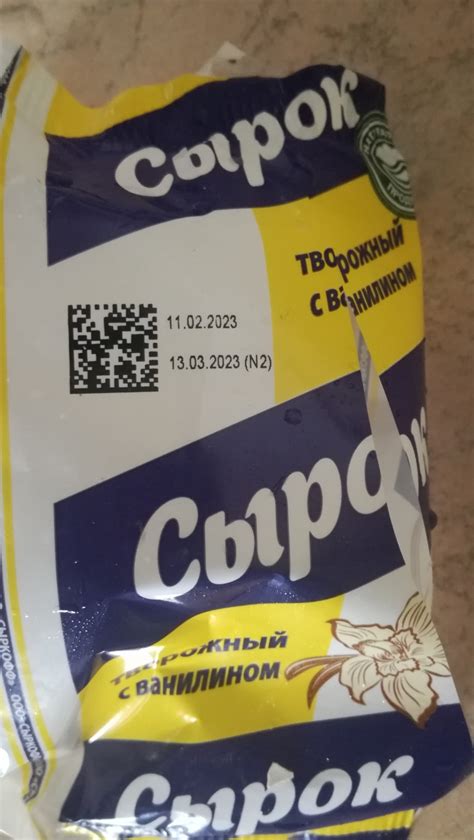 Сырок
творожный
с ванилином
11.02.2023
13.03.2023 (N2)
Сырок
творожный
с ванилином
Сырок